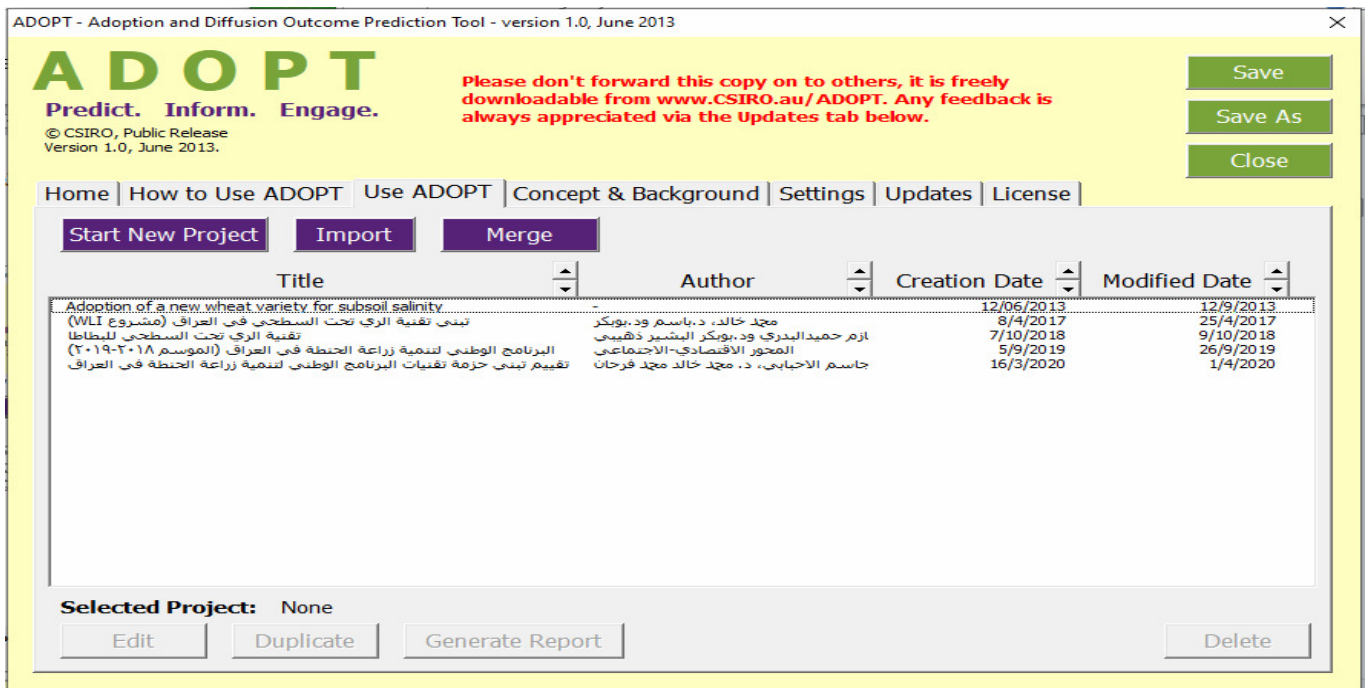 ADOPT - Adoption and Diffusion Outcome Prediction Tool - version 1.0, June 2013
ADOPT
Predict. Inform. Engage.
© CSIRO, Public Release
Version 1.0, June 2013.
Please don't forward this copy on to others, it is freely
downloadable from www.CSIRO.au/ADOPT. Any feedback is
always appreciated via the Updates tab below.
Save
Save As
Close
Home How to Use ADOPT Use ADOPT Concept & Background Settings Updates License
Start New Project Import Merge
Title Author Creation Date Modified Date
Adoption of a new wheat variety for subsoil salinity - 12/06/2013 12/9/2013
تبني تقنية الري تحت السطحي في العراق (مشروع WLI) محمد خالد، د.باسم ود.بوبكر 8/4/2017 25/4/2017
تقنية الري تحت السطحي للبطاطا ازم حميدالبدري ود.بوبكر البشير ذهيبي 7/10/2018 9/10/2018
البرنامج الوطني لتنمية زراعة الحنطة في العراق (الموسم ٢٠١٨-٢٠١٩) المحور الاقتصادي-الاجتماعي 5/9/2019 26/9/2019
تقييم تبني حزمة تقنيات البرنامج الوطني لتنمية زراعة الحنطة في العراق جاسم الاحبابي، د. محمد خالد محمد فرحان 16/3/2020 1/4/2020
Selected Project: None
Edit Duplicate Generate Report Delete